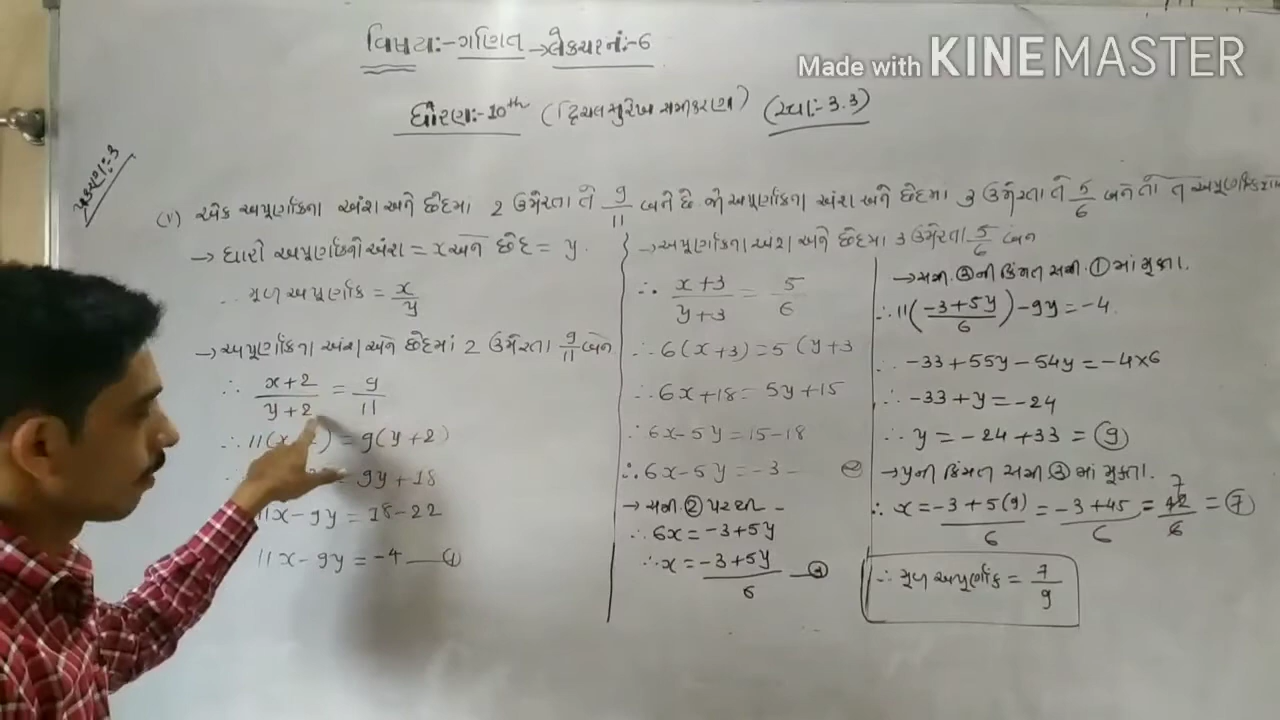 વિષય:- ગણિત → લેક્ચર નં:- 6
Made with KINEMASTER
ધોરણ:- 10th (દ્વિચલ સુરેખ સમીકરણ) (સ્વા:- 3.3)
પ્રકરણ:3
(V) એક અપૂર્ણાંકના અંશ અને છેદમાં 2 ઉમેરતા તે 9/11 બને છે જો અપૂર્ણાંકના અંશ અને છેદમા 3 ઉમેરતા તે 5/6 બને તો તે અપૂર્ણાંક
→ ધારો અપૂર્ણાંકનો અંશ = x અને છેદ = y.
∴ મૂળ અપૂર્ણાંક = x/y
→ અપૂર્ણાંકના અંશ અને છેદમાં 2 ઉમેરતા 9/11 બને
∴ x+2/y+2 = 9/11
∴ 11(x ) = 9(y+2)
= 9y+18
11x-9y = 18-22
11x-9y = -4 —①
→ અપૂર્ણાંકના અંશ અને છેદમા 3 ઉમેરતા 5/6 બને
∴ x+3/y+3 = 5/6
∴ 6(x+3) = 5(y+3
∴ 6x+18 = 5y+15
∴ 6x-5y = 15-18
∴ 6x-5y = -3 — ②
→ સમી. ② પરથી -
∴ 6x = -3+5y
∴ x = -3+5y/6 —③
→ સમી. ③ની કિંમત સમી. ① માં મૂકતા.
∴ 11(-3+5y/6) -9y = -4.
∴ -33+55y-54y = -4×6
∴ -33+y = -24
∴ y = -24+33 = 9
→ yની કિંમત સમી ③ માં મૂકતા.
∴ x = -3+5(9)/6 = -3+45/6 = 42/6 7 = 7
∴ મૂળ અપૂર્ણાંક = 7/9